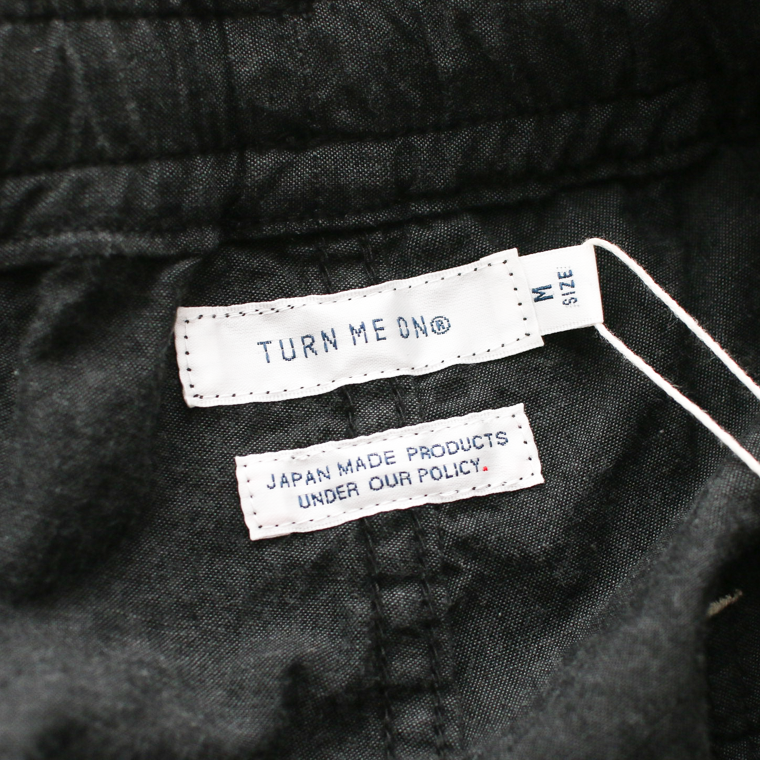 TURN ME ON®
M
SIZE
JAPAN MADE PRODUCTS
UNDER OUR POLICY.